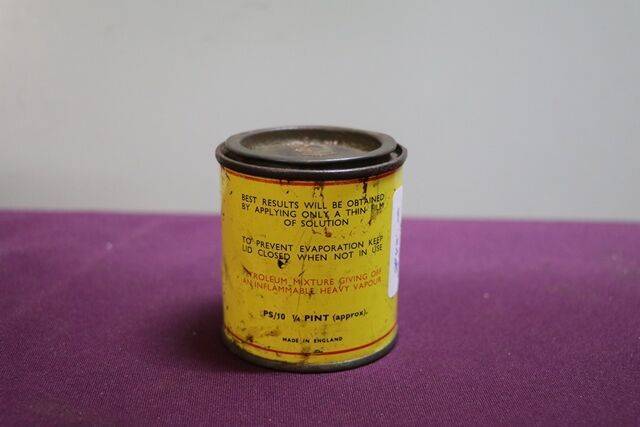 BEST RESULTS WILL BE OBTAINED
BY APPLYING ONLY A THIN FILM
OF SOLUTION
TO PREVENT EVAPORATION KEEP
LID CLOSED WHEN NOT IN USE
PETROLEUM MIXTURE GIVING OFF
AN INFLAMMABLE HEAVY VAPOUR
PS/10 ¼ PINT (approx).
MADE IN ENGLAND